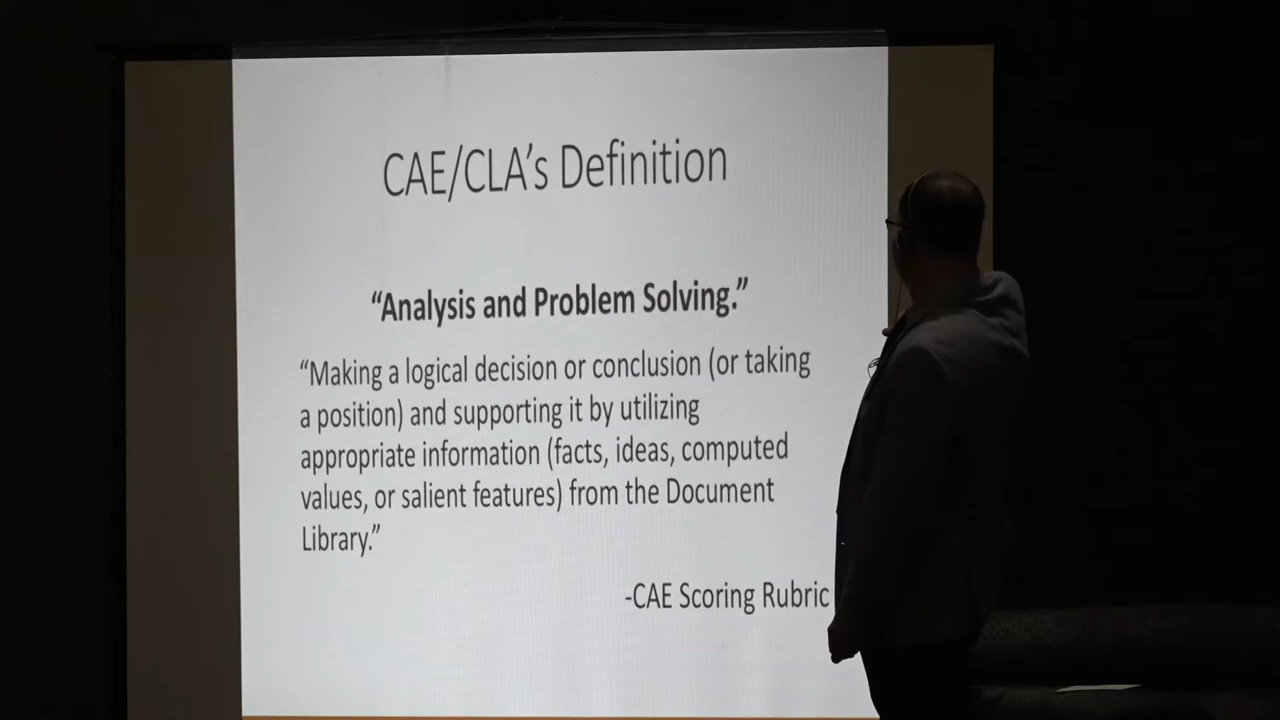 CAE/CLA’s Definition
“Analysis and Problem Solving.”
“Making a logical decision or conclusion (or taking
a position) and supporting it by utilizing
appropriate information (facts, ideas, computed
values, or salient features) from the Document
Library.”
-CAE Scoring Rubric